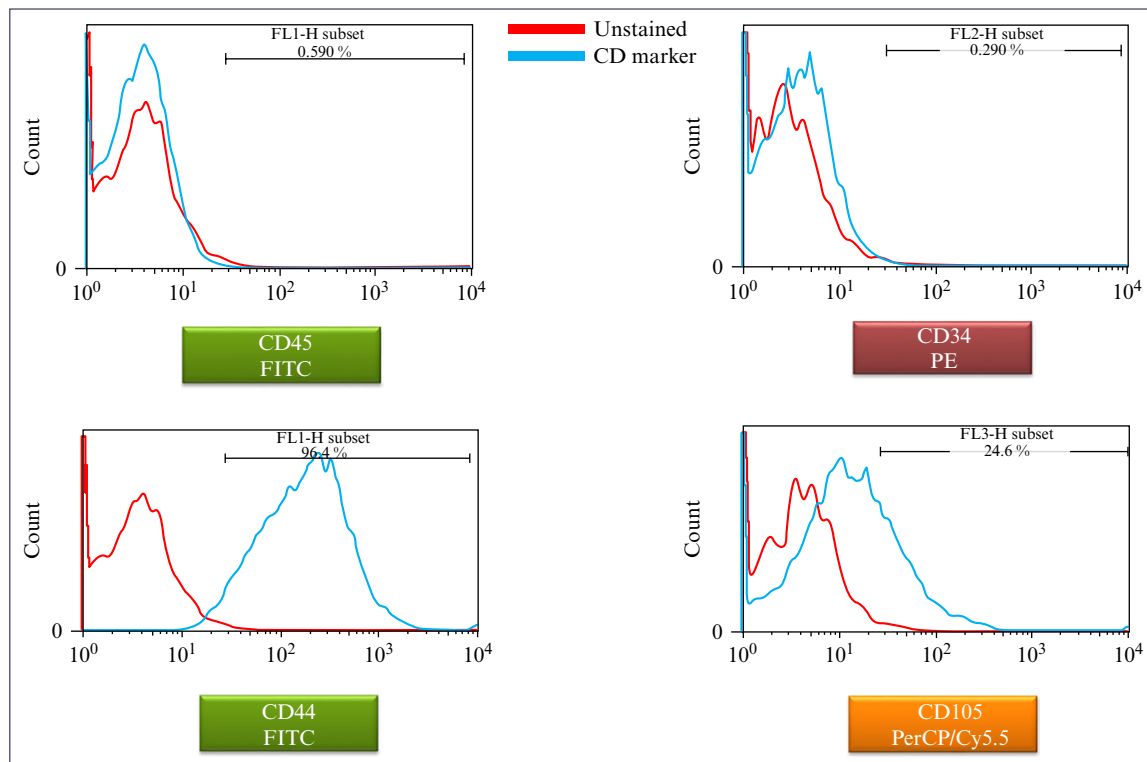 FL1-H subset
0.590 %
Count
0
10⁰
10¹
10²
10³
10⁴
CD45
FITC
Unstained
CD marker
FL2-H subset
0.290 %
Count
0
10⁰
10¹
10²
10³
10⁴
CD34
PE
FL1-H subset
96.4 %
Count
0
10⁰
10¹
10²
10³
10⁴
CD44
FITC
FL3-H subset
24.6 %
Count
0
10⁰
10¹
10²
10³
10⁴
CD105
PerCP/Cy5.5